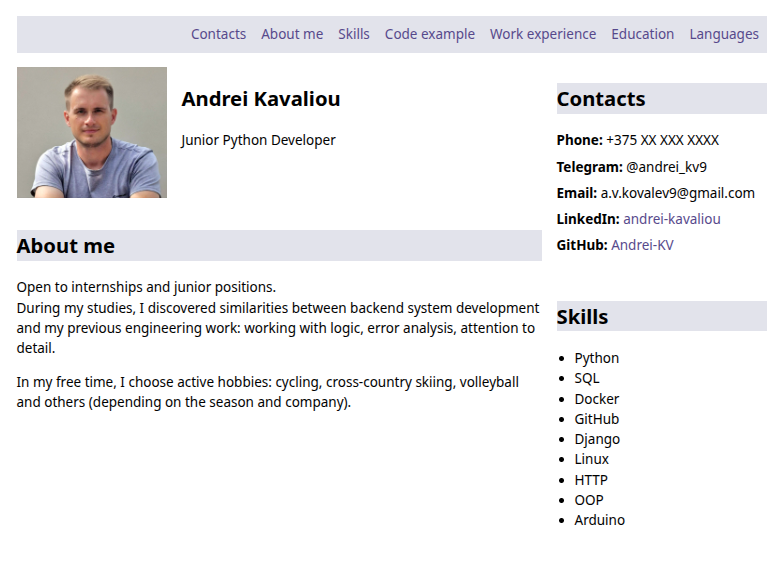 Contacts About me Skills Code example Work experience Education Languages
Andrei Kavaliou
Junior Python Developer
About me
Open to internships and junior positions.
During my studies, I discovered similarities between backend system development
and my previous engineering work: working with logic, error analysis, attention to
detail.
In my free time, I choose active hobbies: cycling, cross-country skiing, volleyball
and others (depending on the season and company).
Contacts
Phone: +375 XX XXX XXXX
Telegram: @andrei_kv9
Email: a.v.kovalev9@gmail.com
LinkedIn: andrei-kavaliou
GitHub: Andrei-KV
Skills
• Python
• SQL
• Docker
• GitHub
• Django
• Linux
• HTTP
• OOP
• Arduino